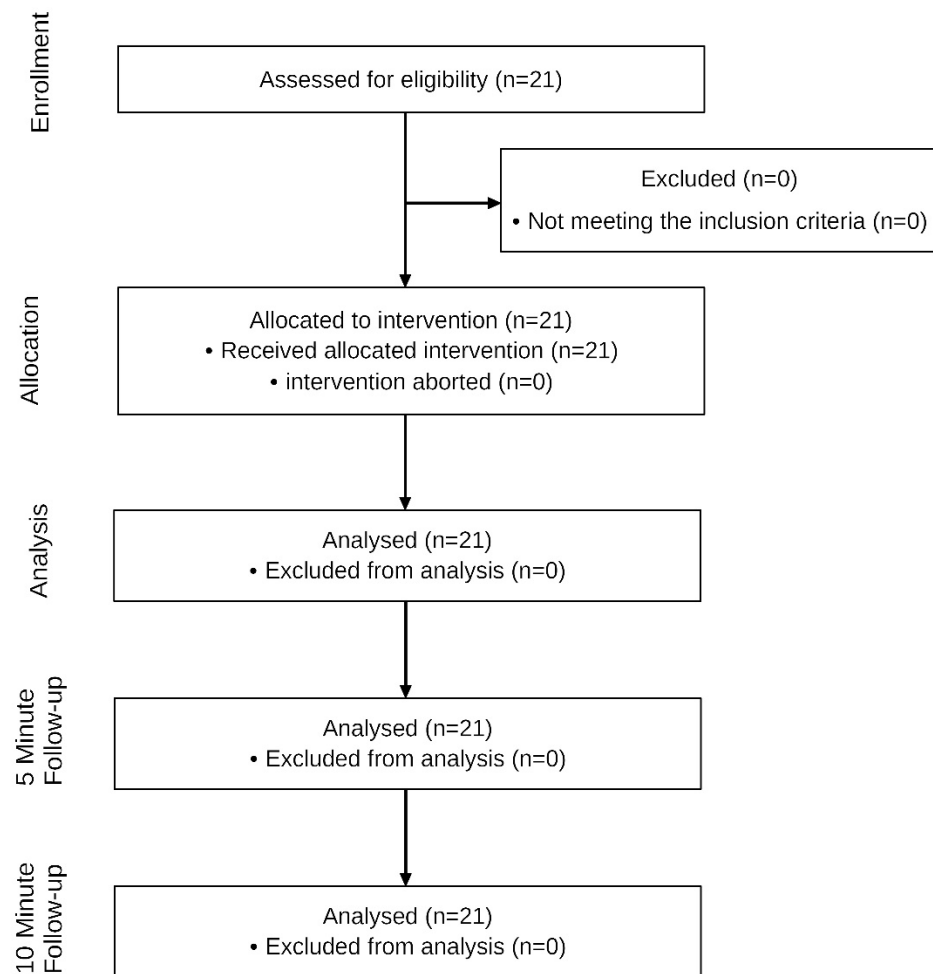 Enrollment
Assessed for eligibility (n=21)
Excluded (n=0)
• Not meeting the inclusion criteria (n=0)
Allocation
Allocated to intervention (n=21)
• Received allocated intervention (n=21)
• intervention aborted (n=0)
Analysis
Analysed (n=21)
• Excluded from analysis (n=0)
5 Minute
Follow-up
Analysed (n=21)
• Excluded from analysis (n=0)
10 Minute
Follow-up
Analysed (n=21)
• Excluded from analysis (n=0)